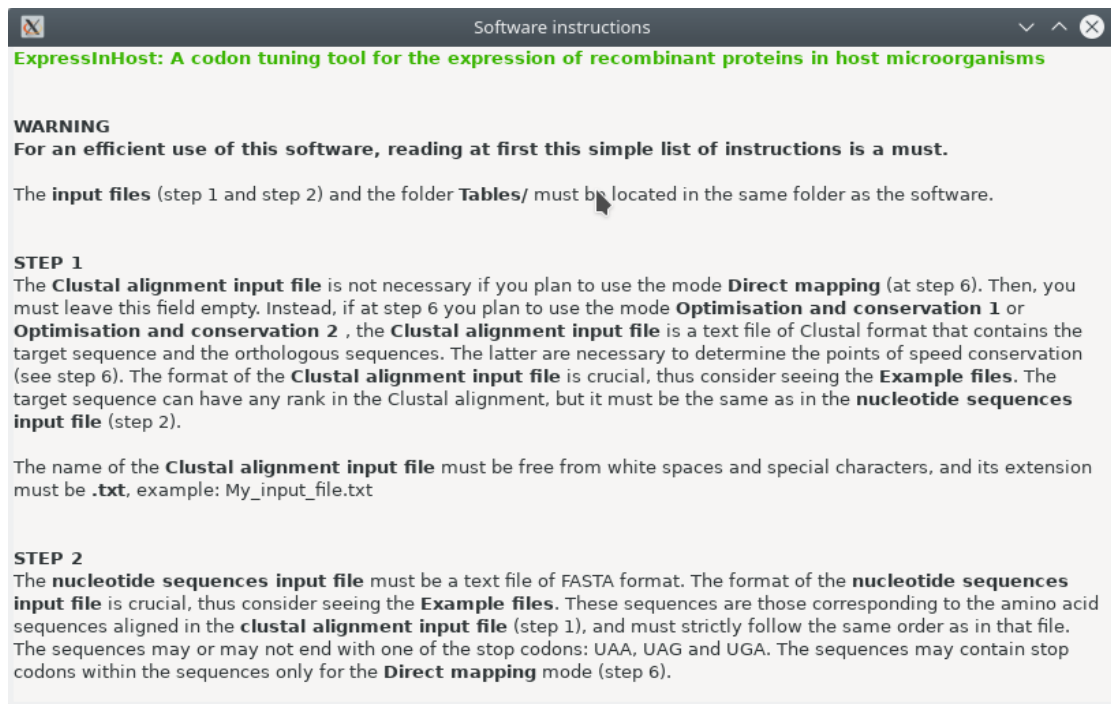 Software instructions
ExpressInHost: A codon tuning tool for the expression of recombinant proteins in host microorganisms
WARNING
For an efficient use of this software, reading at first this simple list of instructions is a must.
The input files (step 1 and step 2) and the folder Tables/ must be located in the same folder as the software.
STEP 1
The Clustal alignment input file is not necessary if you plan to use the mode Direct mapping (at step 6). Then, you
must leave this field empty. Instead, if at step 6 you plan to use the mode Optimisation and conservation 1 or
Optimisation and conservation 2 , the Clustal alignment input file is a text file of Clustal format that contains the
target sequence and the orthologous sequences. The latter are necessary to determine the points of speed conservation
(see step 6). The format of the Clustal alignment input file is crucial, thus consider seeing the Example files. The
target sequence can have any rank in the Clustal alignment, but it must be the same as in the nucleotide sequences
input file (step 2).
The name of the Clustal alignment input file must be free from white spaces and special characters, and its extension
must be .txt, example: My_input_file.txt
STEP 2
The nucleotide sequences input file must be a text file of FASTA format. The format of the nucleotide sequences
input file is crucial, thus consider seeing the Example files. These sequences are those corresponding to the amino acid
sequences aligned in the clustal alignment input file (step 1), and must strictly follow the same order as in that file.
The sequences may or may not end with one of the stop codons: UAA, UAG and UGA. The sequences may contain stop
codons within the sequences only for the Direct mapping mode (step 6).